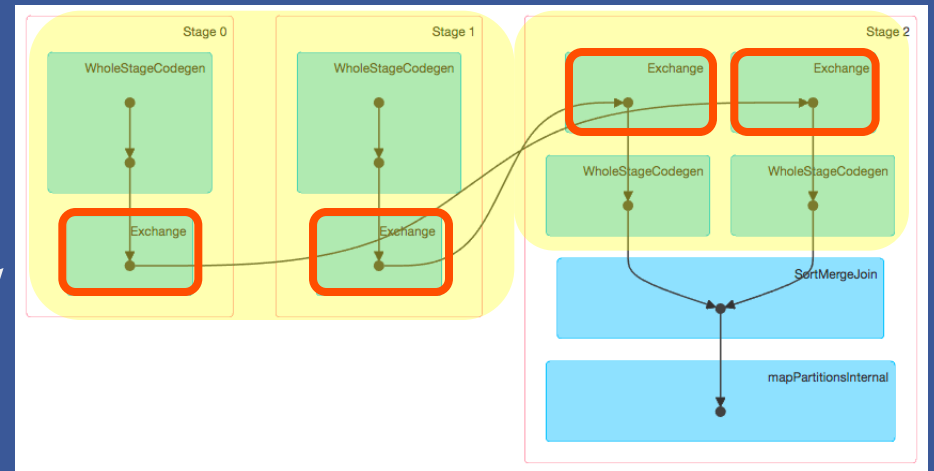 Stage 0
WholeStageCodegen
Exchange
Stage 1
WholeStageCodegen
Exchange
Stage 2
Exchange
Exchange
WholeStageCodegen
WholeStageCodegen
SortMergeJoin
mapPartitionsInternal